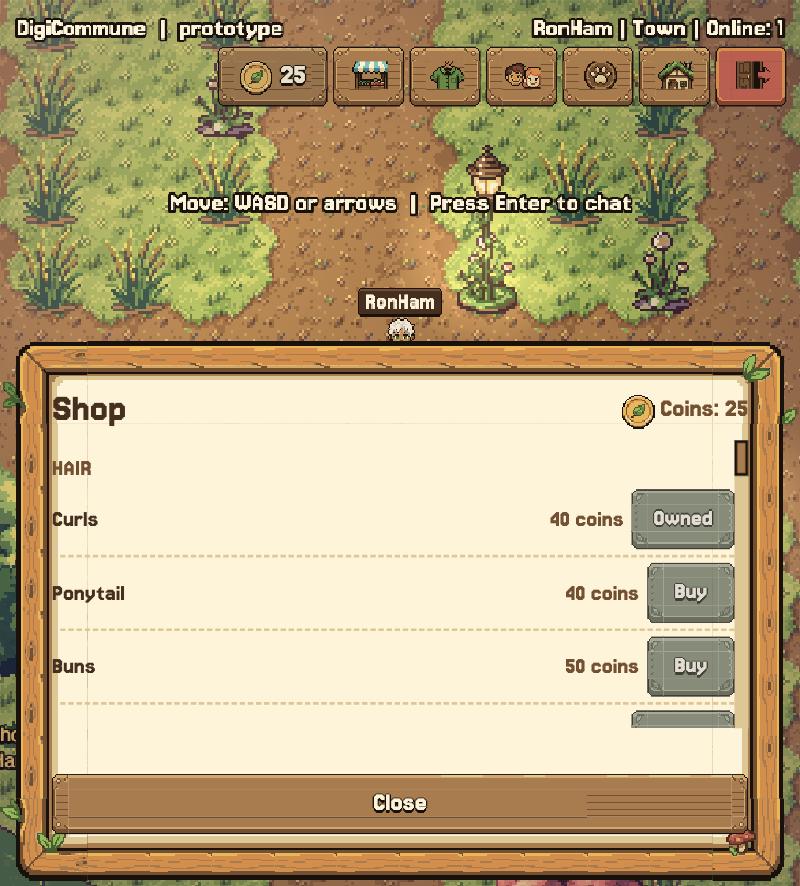 DigiCommune | prototype
RonHam | Town | Online: 1
25
Move: WASD or arrows | Press Enter to chat
RonHam
Shop
Coins: 25
HAIR
Curls 40 coins Owned
Ponytail 40 coins Buy
Buns 50 coins Buy
Close